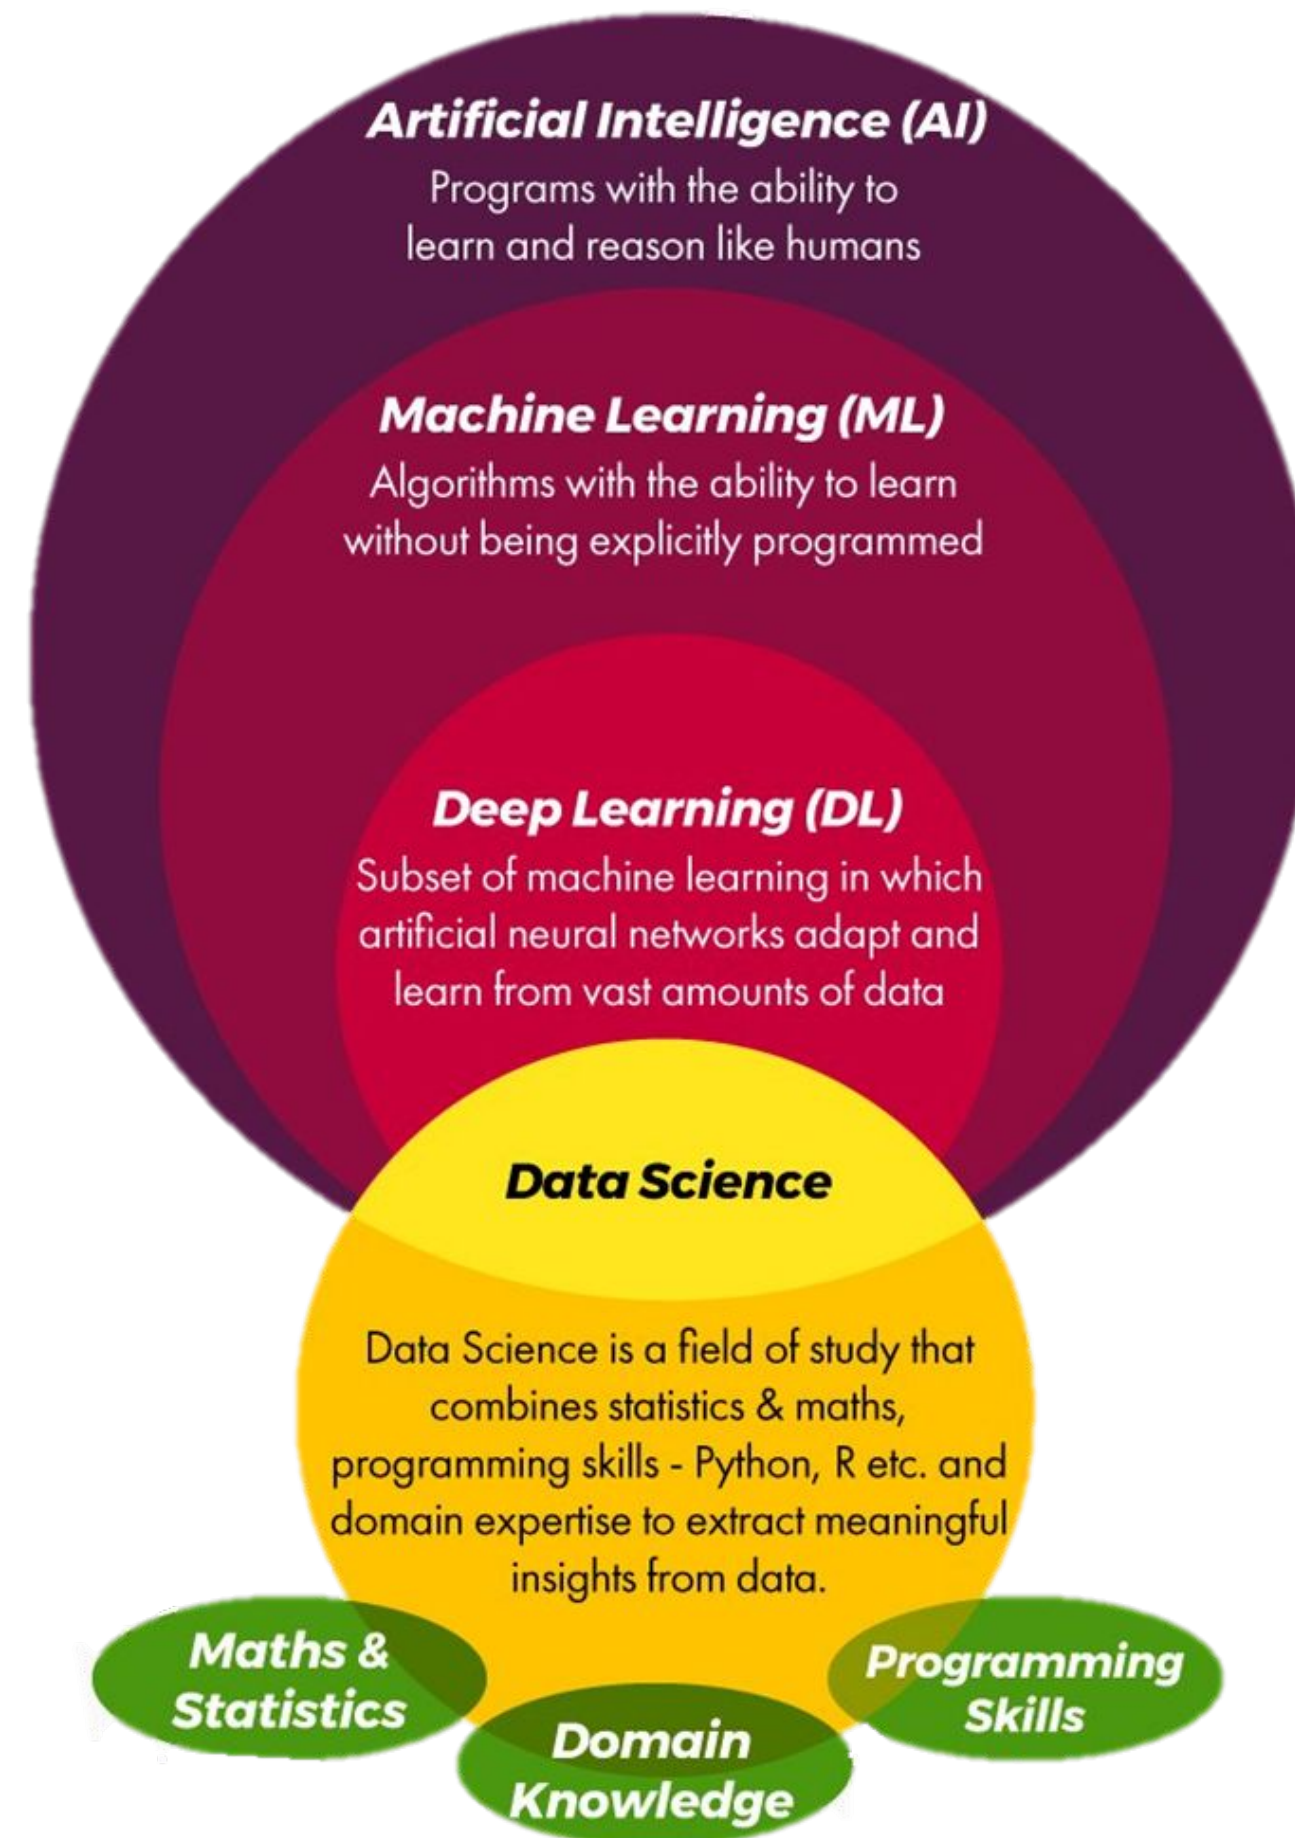 Artificial Intelligence (AI)
Programs with the ability to
learn and reason like humans
Machine Learning (ML)
Algorithms with the ability to learn
without being explicitly programmed
Deep Learning (DL)
Subset of machine learning in which
artificial neural networks adapt and
learn from vast amounts of data
Data Science
Data Science is a field of study that
combines statistics & maths,
programming skills - Python, R etc. and
domain expertise to extract meaningful
insights from data.
Maths &
Statistics
Domain
Knowledge
Programming
Skills